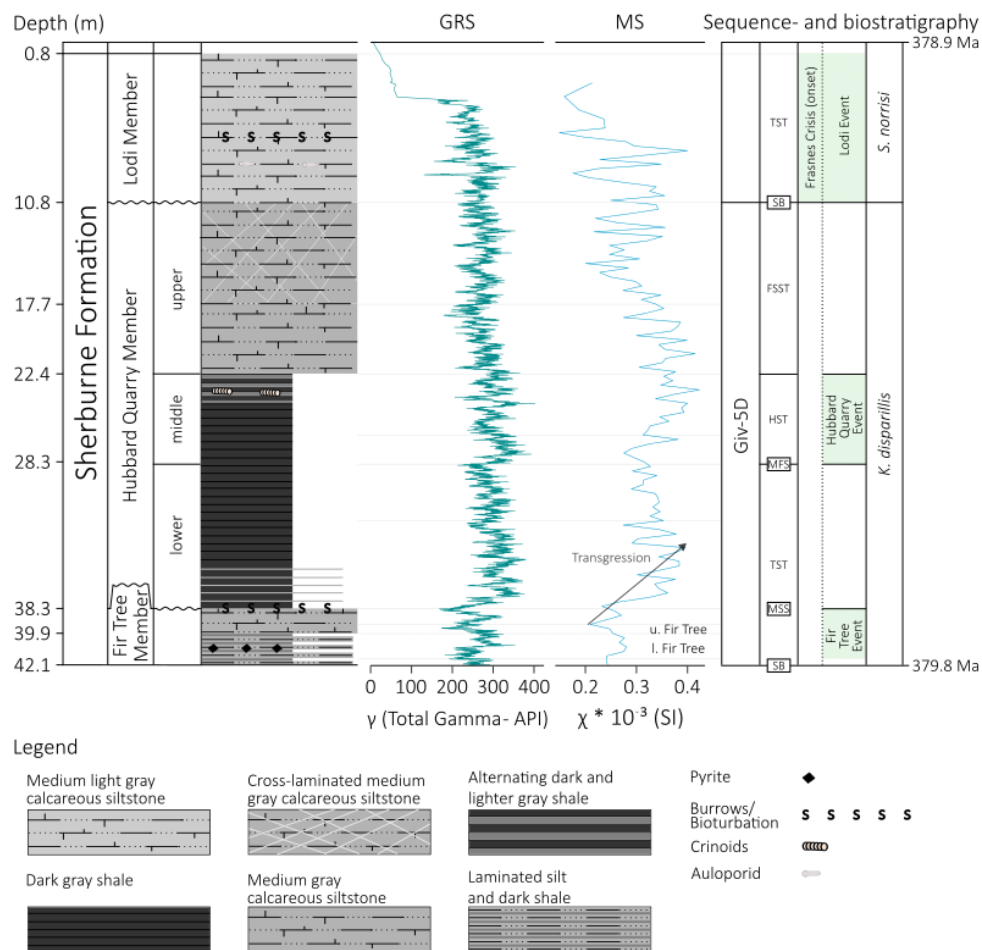 Depth (m)
GRS
MS
Sequence- and biostratigraphy
0.8
10.8
17.7
22.4
28.3
38.3
39.9
42.1
Sherburne Formation
Lodi Member
Hubbard Quarry Member
Fir Tree
Member
upper
middle
lower
S S S S S
S S S S S
0 100 200 300 400
γ (Total Gamma- API)
Transgression
u. Fir Tree
l. Fir Tree
0.2 0.3 0.4
χ * 10⁻³ (SI)
378.9 Ma
379.8 Ma
Giv-5D
TST
SB
FSST
HST
MFS
TST
MSS
SB
Frasnes Crisis (onset)
Lodi Event
Hubbard
Quarry
Event
Fir
Tree
Event
S. norrisi
K. disparillis
Legend
Medium light gray
calcareous siltstone
Cross-laminated medium
gray calcareous siltstone
Alternating dark and
lighter gray shale
Dark gray shale
Medium gray
calcareous siltstone
Laminated silt
and dark shale
Pyrite
Burrows/
Bioturbation
S S S S S
Crinoids
Auloporid